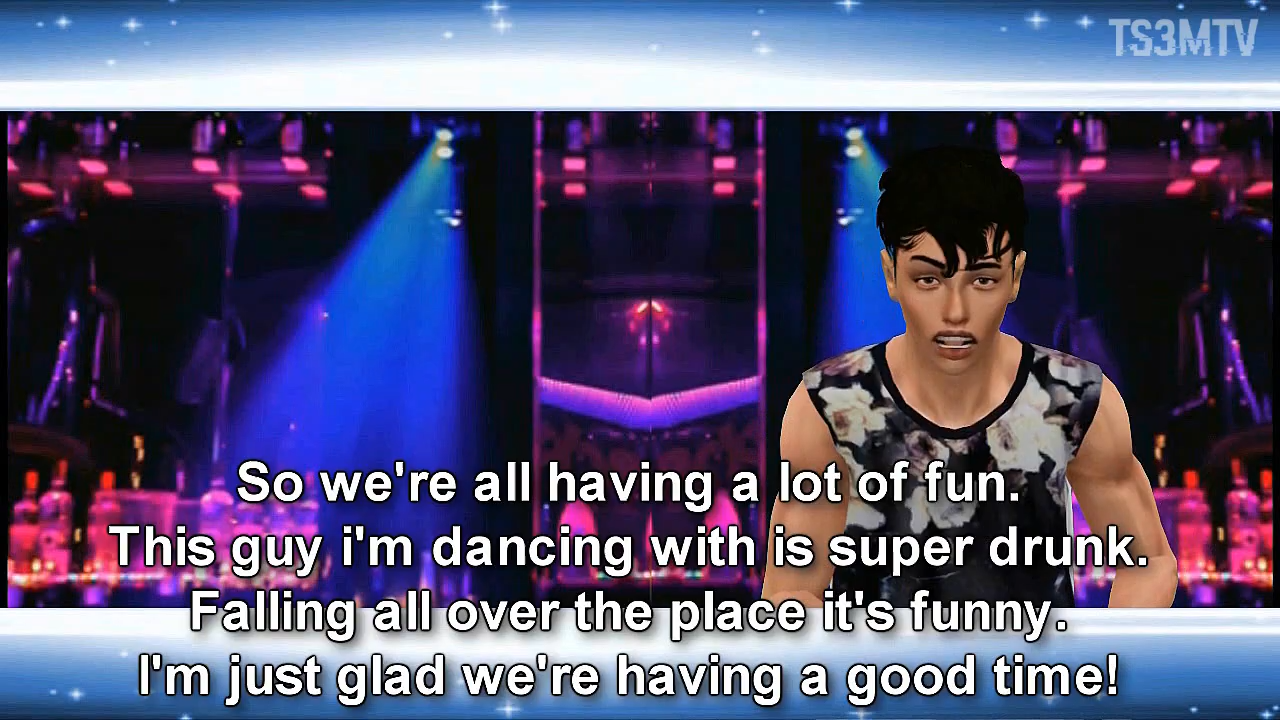 TS3MTV
So we're all having a lot of fun.
This guy i'm dancing with is super drunk.
Falling all over the place it's funny.
I'm just glad we're having a good time!